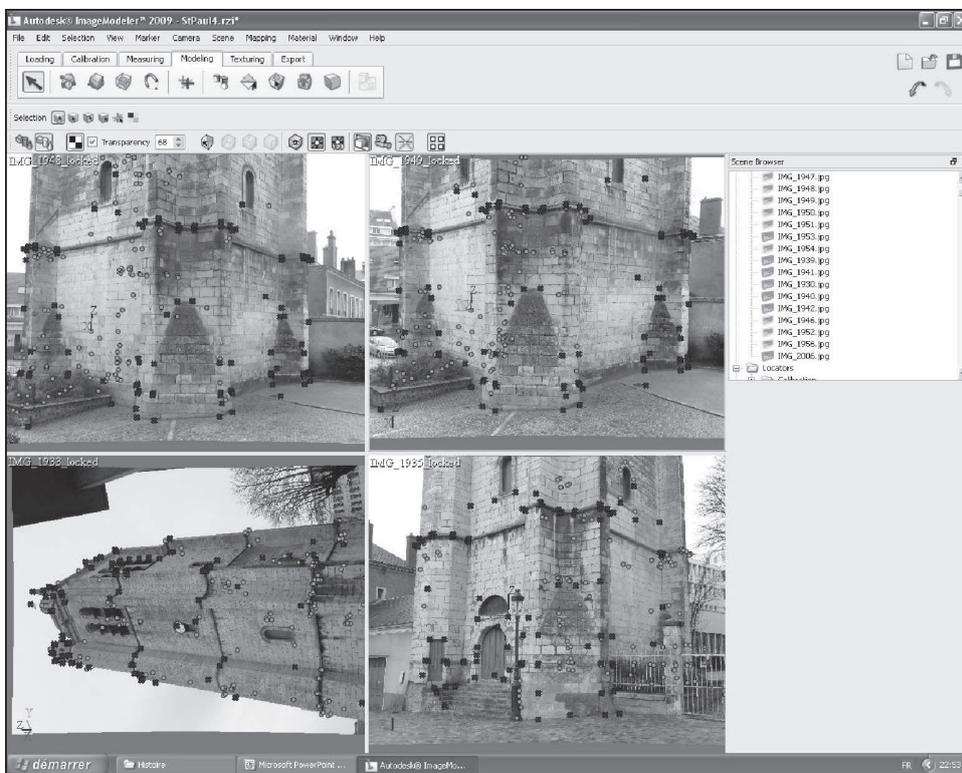 Autodesk® ImageModeler™ 2009 - StPaul4.rzi*
File Edit Selection View Marker Camera Scene Mapping Material Window Help
Loading Calibration Measuring Modeling Texturing Export
Selection
Transparency 68
IMG_1948_locked
IMG_1949_locked
Scene Browser
IMG_1947.jpg
IMG_1948.jpg
IMG_1949.jpg
IMG_1950.jpg
IMG_1951.jpg
IMG_1953.jpg
IMG_1954.jpg
IMG_1939.jpg
IMG_1941.jpg
IMG_1930.jpg
IMG_1940.jpg
IMG_1942.jpg
IMG_1946.jpg
IMG_1952.jpg
IMG_1956.jpg
IMG_2006.jpg
Locators
Calibration
IMG_1933_locked
IMG_1935_locked
démarrer Histoire Microsoft PowerPoint ... Autodesk® ImageMo... FR 22:53